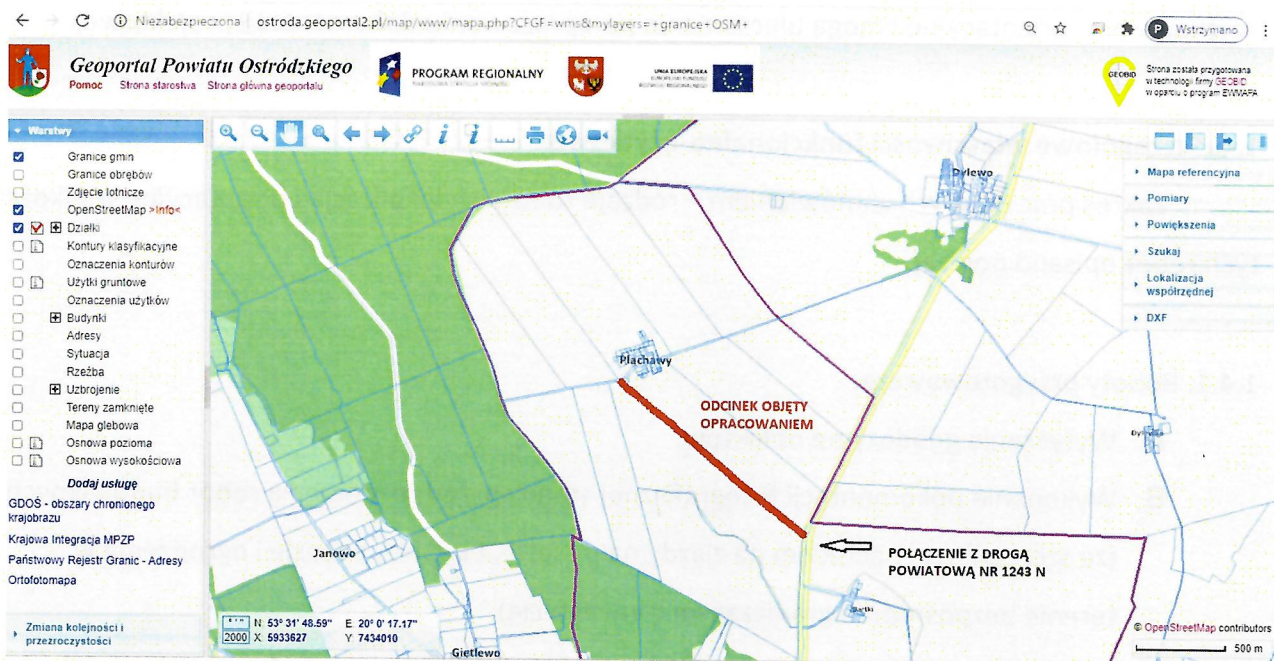 Niezabezpieczona ostroda.geoportal2.pl/map/www/mapa.php?CFGF=wms&mylayers=+granice+OSM+
P Wstrzymano
Geoportal Powiatu Ostródzkiego
Pomoc Strona starostwa Strona główna geoportalu
PROGRAM REGIONALNY
UNIA EUROPEJSKA
GEOBID
Strona została przygotowana
w technologii firmy GEOBID
w oparciu o program EWMAPA
Warstwy
Granice gmin
Granice obrębów
Zdjęcie lotnicze
OpenStreetMap >Info<
Działki
Kontury klasyfikacyjne
Oznaczenia konturów
Użytki gruntowe
Oznaczenia użytków
Budynki
Adresy
Sytuacja
Rzeźba
Uzbrojenie
Tereny zamknięte
Mapa glebowa
Osnowa pozioma
Osnowa wysokościowa
Dodaj usługę
GDOŚ - obszary chronionego
krajobrazu
Krajowa Integracja MPZP
Państwowy Rejestr Granic - Adresy
Ortofotomapa
Zmiana kolejności i
przezroczystości
Mapa referencyjna
Pomiary
Powiększenia
Szukaj
Lokalizacja
współrzędnej
DXF
Dylewo
Plachawy
ODCINEK OBJĘTY
OPRACOWANIEM
Janowo
POŁĄCZENIE Z DROGĄ
POWIATOWĄ NR 1243 N
Gietlewo
N: 53° 31' 48.59" E: 20° 0' 17.17"
2000 X: 5933627 Y: 7434010
© OpenStreetMap contributors
500 m